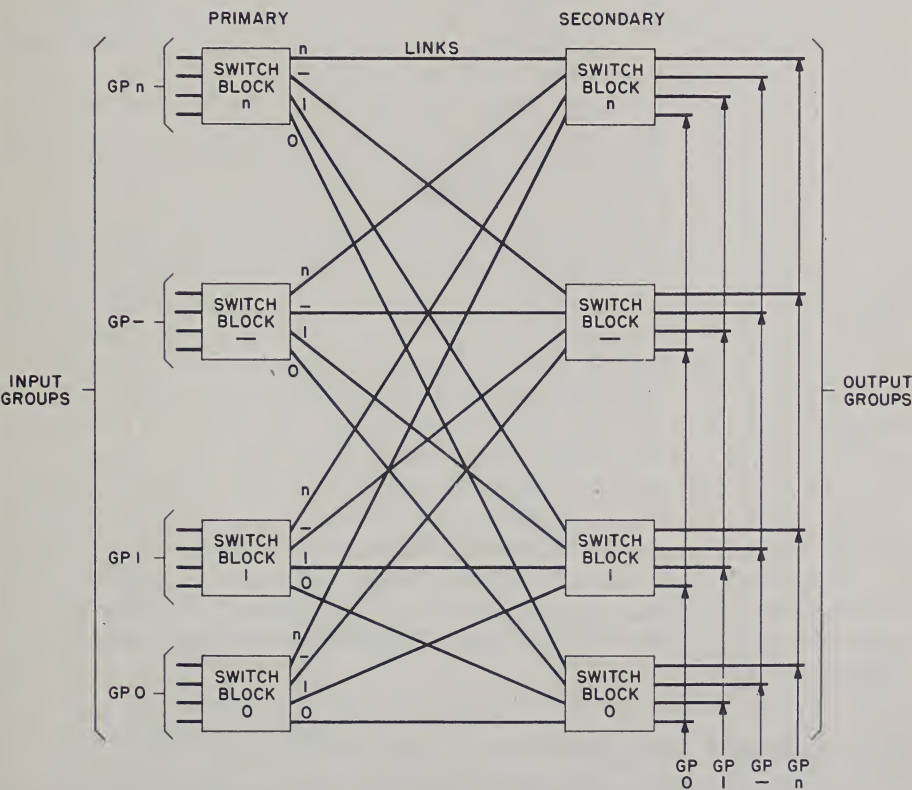 PRIMARY
SECONDARY
LINKS
INPUT
GROUPS
OUTPUT
GROUPS
GP n
SWITCH
BLOCK
n
n
–
1
0
SWITCH
BLOCK
n
GP –
SWITCH
BLOCK
—
n
–
1
0
SWITCH
BLOCK
—
GP 1
SWITCH
BLOCK
1
n
–
1
0
SWITCH
BLOCK
1
GP 0
SWITCH
BLOCK
0
n
–
1
0
SWITCH
BLOCK
0
GP
0
GP
1
GP
–
GP
n